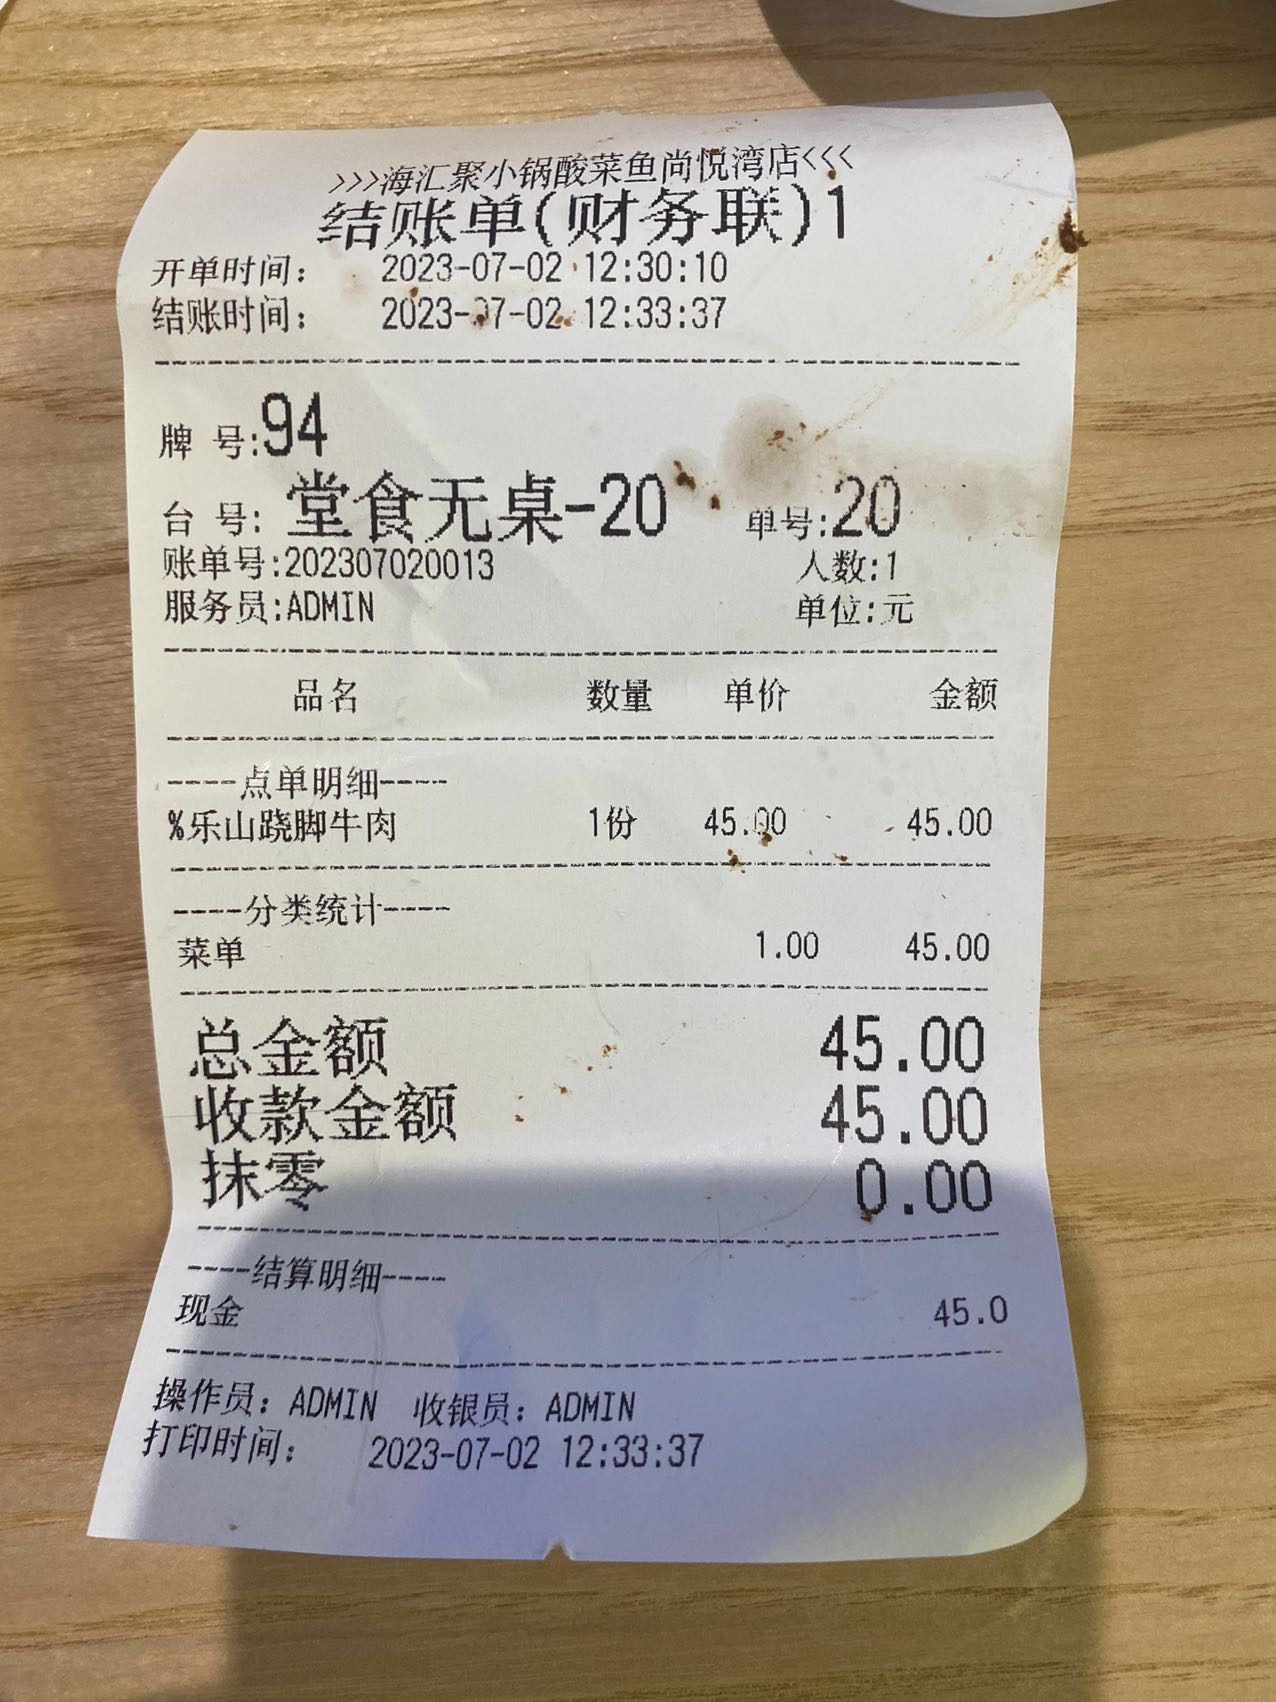 >>>海汇聚小锅酸菜鱼尚悦湾店<<<
结账单(财务联)1
开单时间: 2023-07-02 12:30:10
结账时间: 2023-07-02 12:33:37
牌 号:94
台 号: 堂食无桌-20 单号:20
账单号:202307020013 人数:1
服务员:ADMIN 单位:元
品名 数量 单价 金额
----点单明细----
%乐山跷脚牛肉 1份 45.00 45.00
----分类统计----
菜单 1.00 45.00
总金额 45.00
收款金额 45.00
抹零 0.00
----结算明细----
现金 45.0
操作员: ADMIN 收银员: ADMIN
打印时间: 2023-07-02 12:33:37